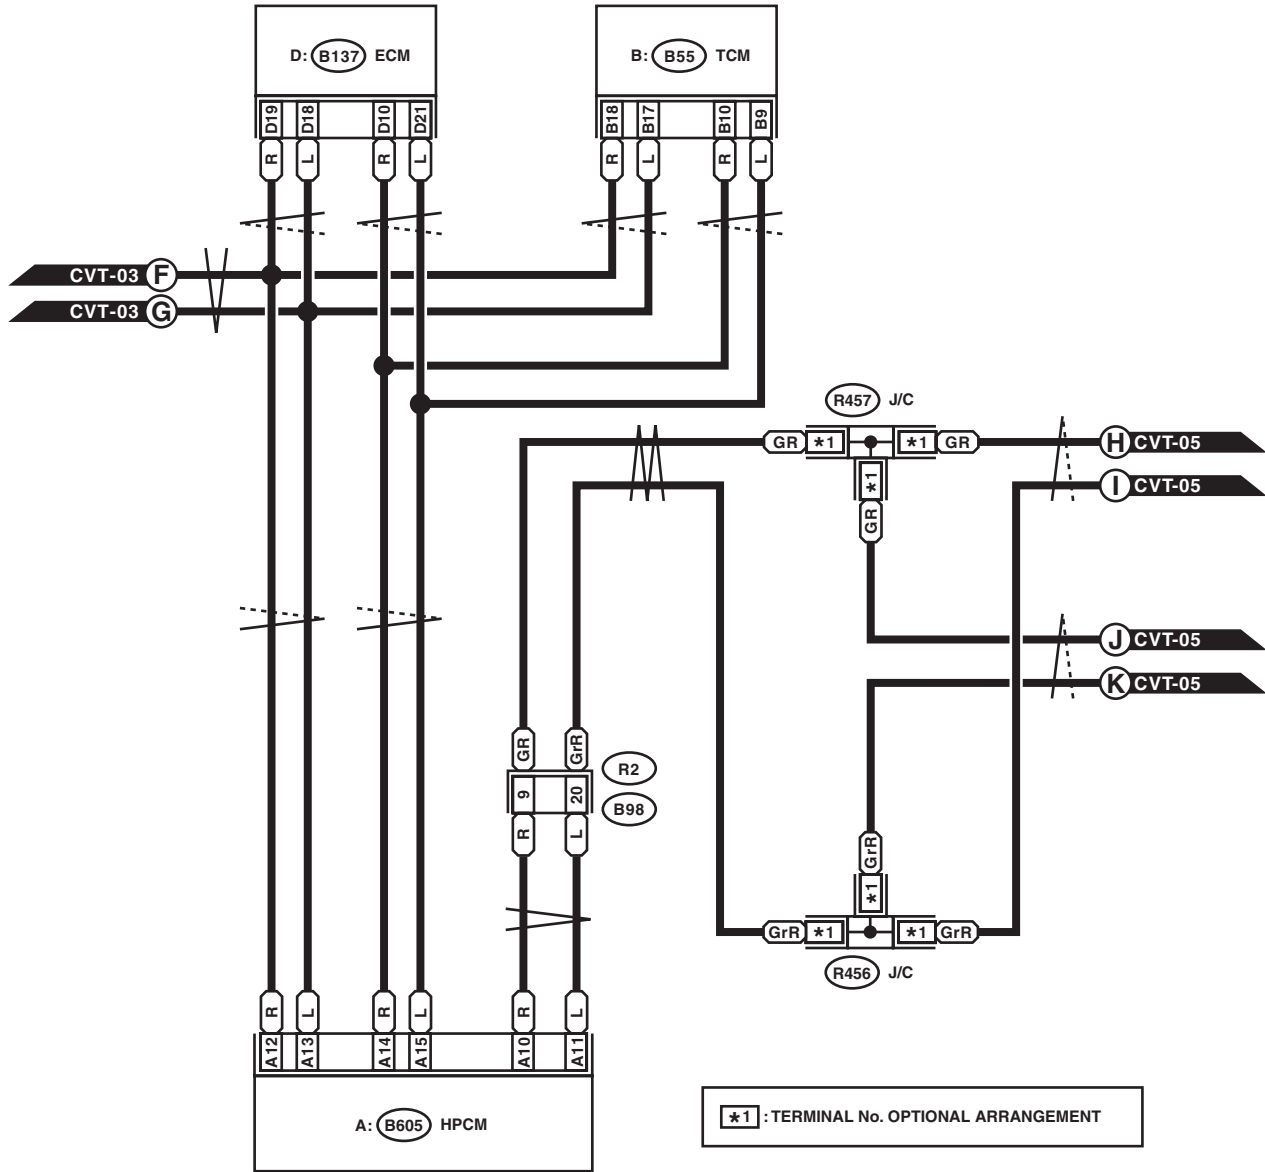 D: B137 ECM
B: B55 TCM
D19 D18 D10 D21
B18 B17 B10 B9
R L R L
R L R L
CVT-03 F
CVT-03 G
R457 J/C
GR *1 *1 GR
H CVT-05
*1
I CVT-05
GR
J CVT-05
K CVT-05
GR GrR
R2
9 20
B98
R L
GrR
*1
GrR *1 *1 GrR
R456 J/C
R L R L R L
A12 A13 A14 A15 A10 A11
A: B605 HPCM
*1 : TERMINAL No. OPTIONAL ARRANGEMENT